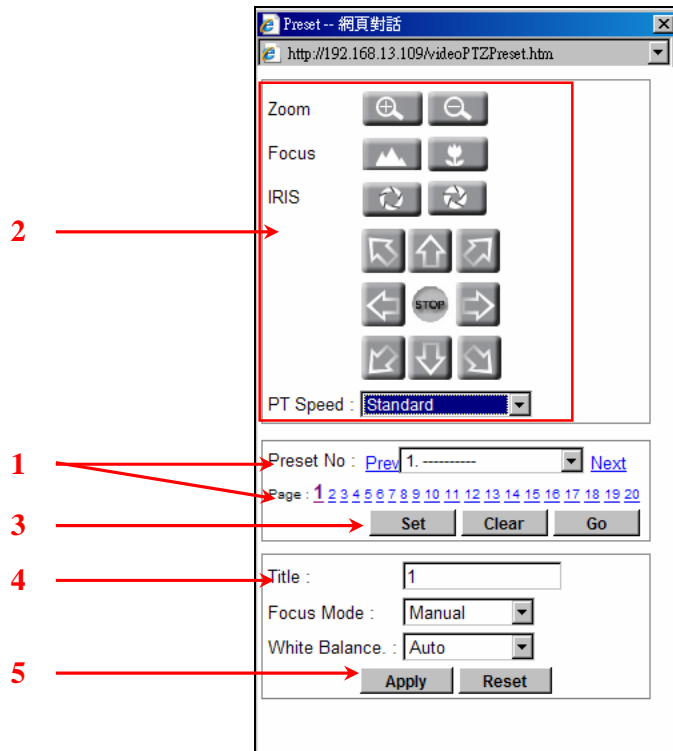 Preset -- 網頁對話
http://192.168.13.109/videoPTZPreset.htm
Zoom
Focus
IRIS
2
STOP
PT Speed : Standard
1
Preset No : Prev 1. ---------- Next
Page : 1 2 3 4 5 6 7 8 9 10 11 12 13 14 15 16 17 18 19 20
3
Set Clear Go
4
Title : 1
Focus Mode : Manual
White Balance. : Auto
5
Apply Reset